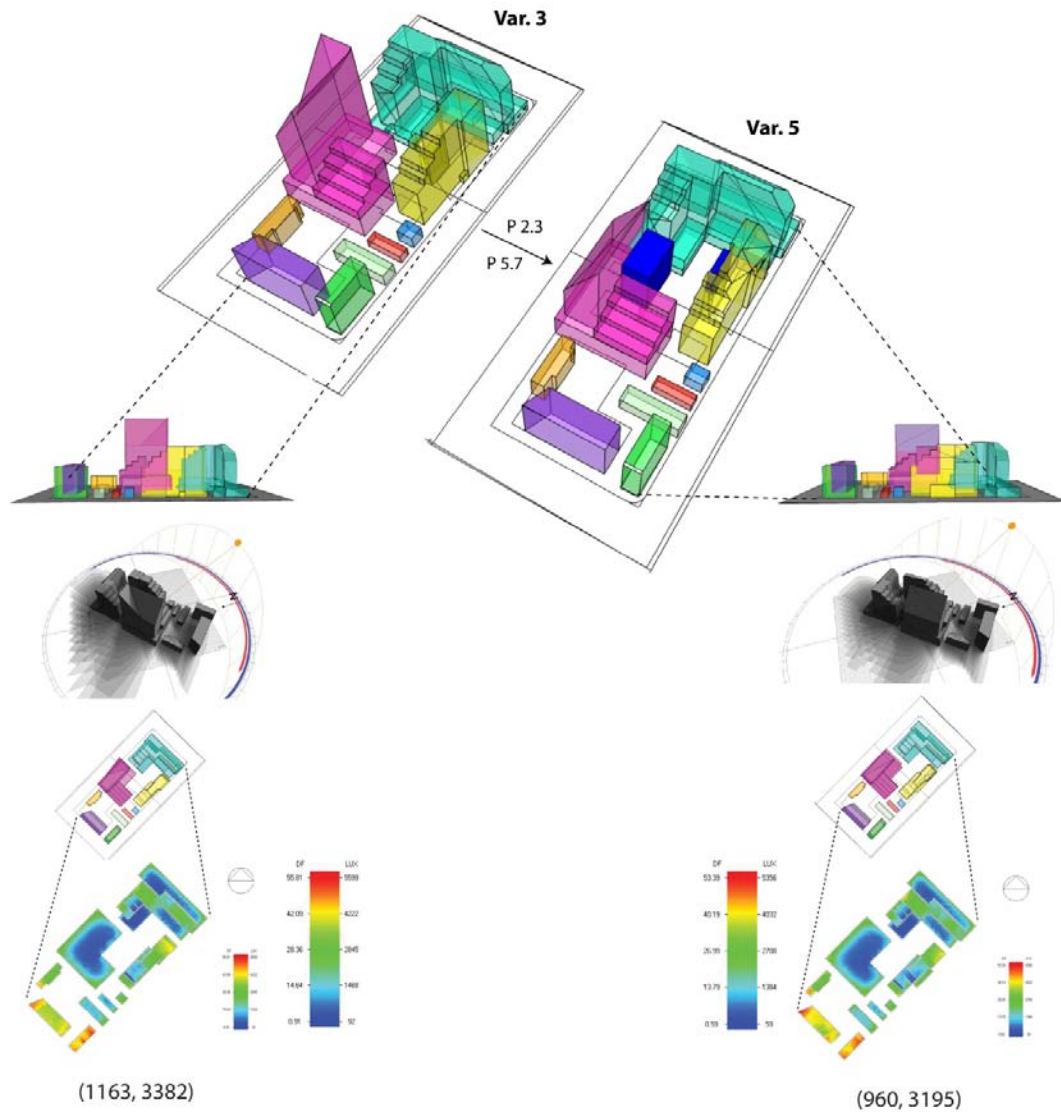 Var. 3
Var. 5
P 2.3
P 5.7
N
N
DF LUX
55.81 5599
42.09 4222
28.36 2845
14.64 1468
0.91 92
DF LUX
53.39 5356
40.19 4032
26.99 2708
13.79 1384
0.59 59
(1163, 3382)
(960, 3195)